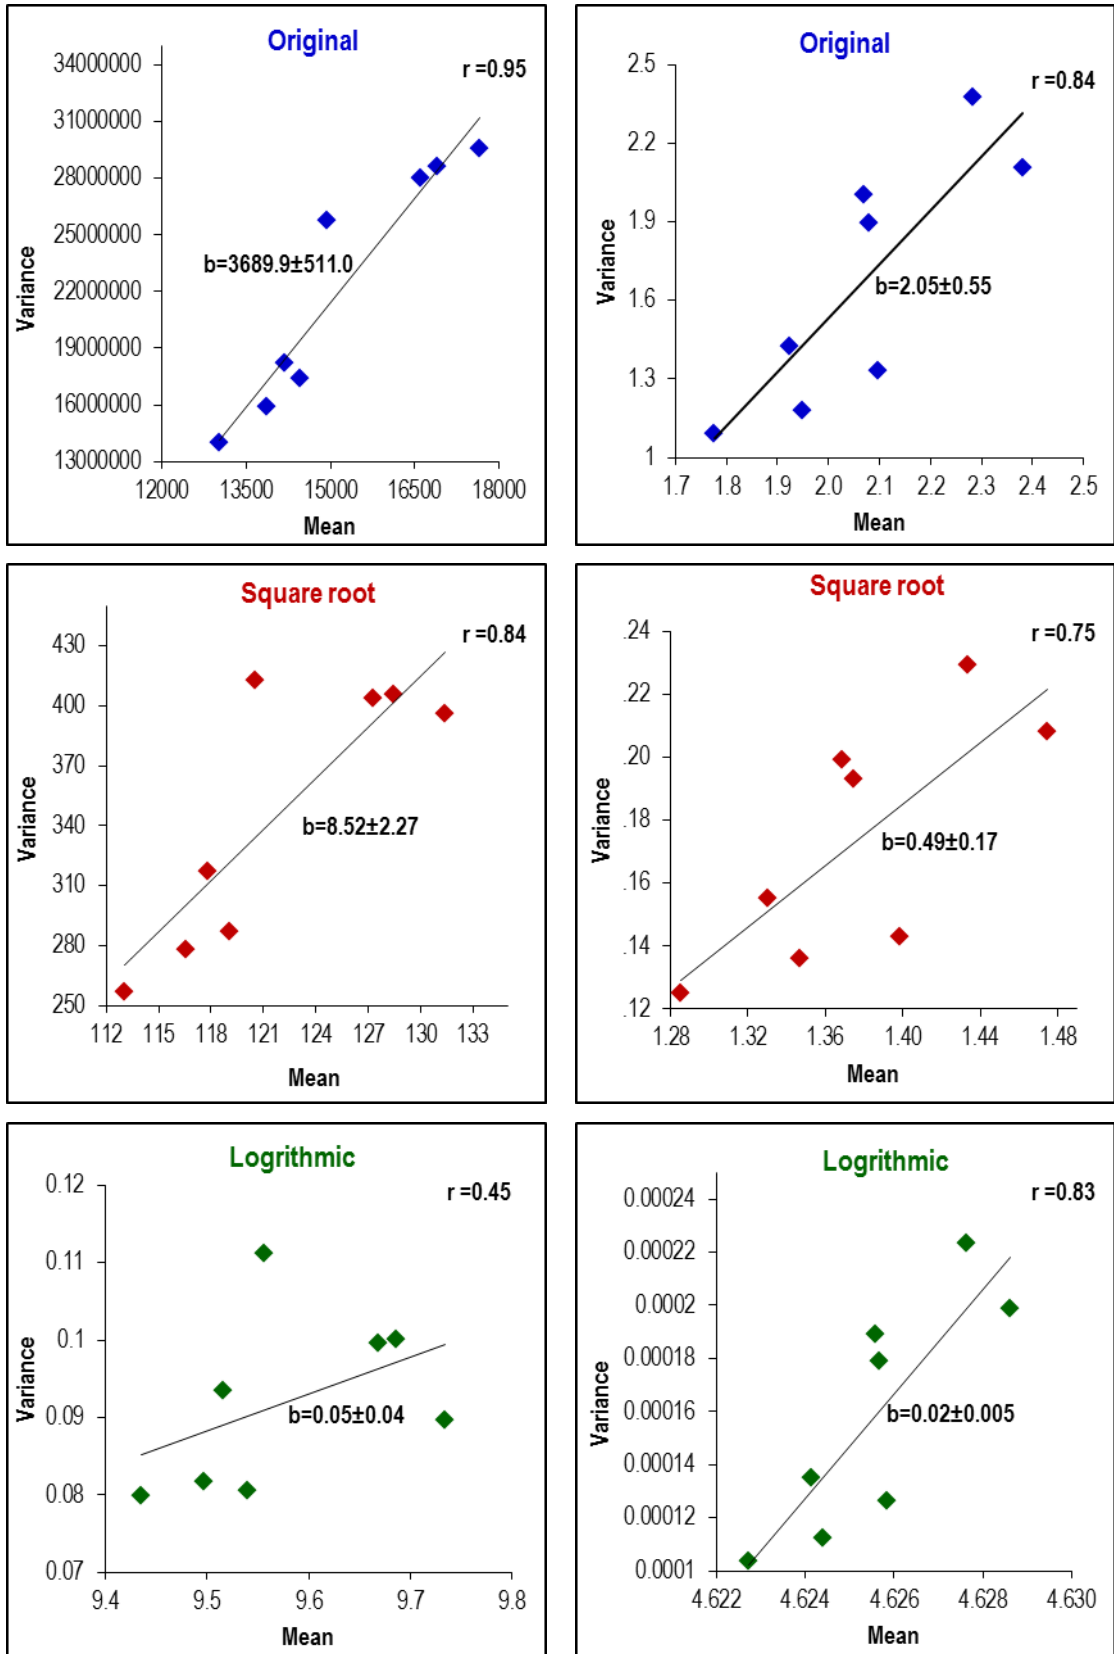 Original
r =0.95
34000000
31000000
28000000
25000000
22000000
19000000
16000000
13000000
Variance
b=3689.9±511.0
12000 13500 15000 16500 18000
Mean
Original
r =0.84
2.5
2.2
1.9
1.6
1.3
1
Variance
b=2.05±0.55
1.7 1.8 1.9 2.0 2.1 2.2 2.3 2.4 2.5
Mean
Square root
r =0.84
430
400
370
340
310
280
250
Variance
b=8.52±2.27
112 115 118 121 124 127 130 133
Mean
Square root
r =0.75
.24
.22
.20
.18
.16
.14
.12
Variance
b=0.49±0.17
1.28 1.32 1.36 1.40 1.44 1.48
Mean
Logrithmic
r =0.45
0.12
0.11
0.1
0.09
0.08
0.07
Variance
b=0.05±0.04
9.4 9.5 9.6 9.7 9.8
Mean
Logrithmic
r =0.83
0.00024
0.00022
0.0002
0.00018
0.00016
0.00014
0.00012
0.0001
Variance
b=0.02±0.005
4.622 4.624 4.626 4.628 4.630
Mean